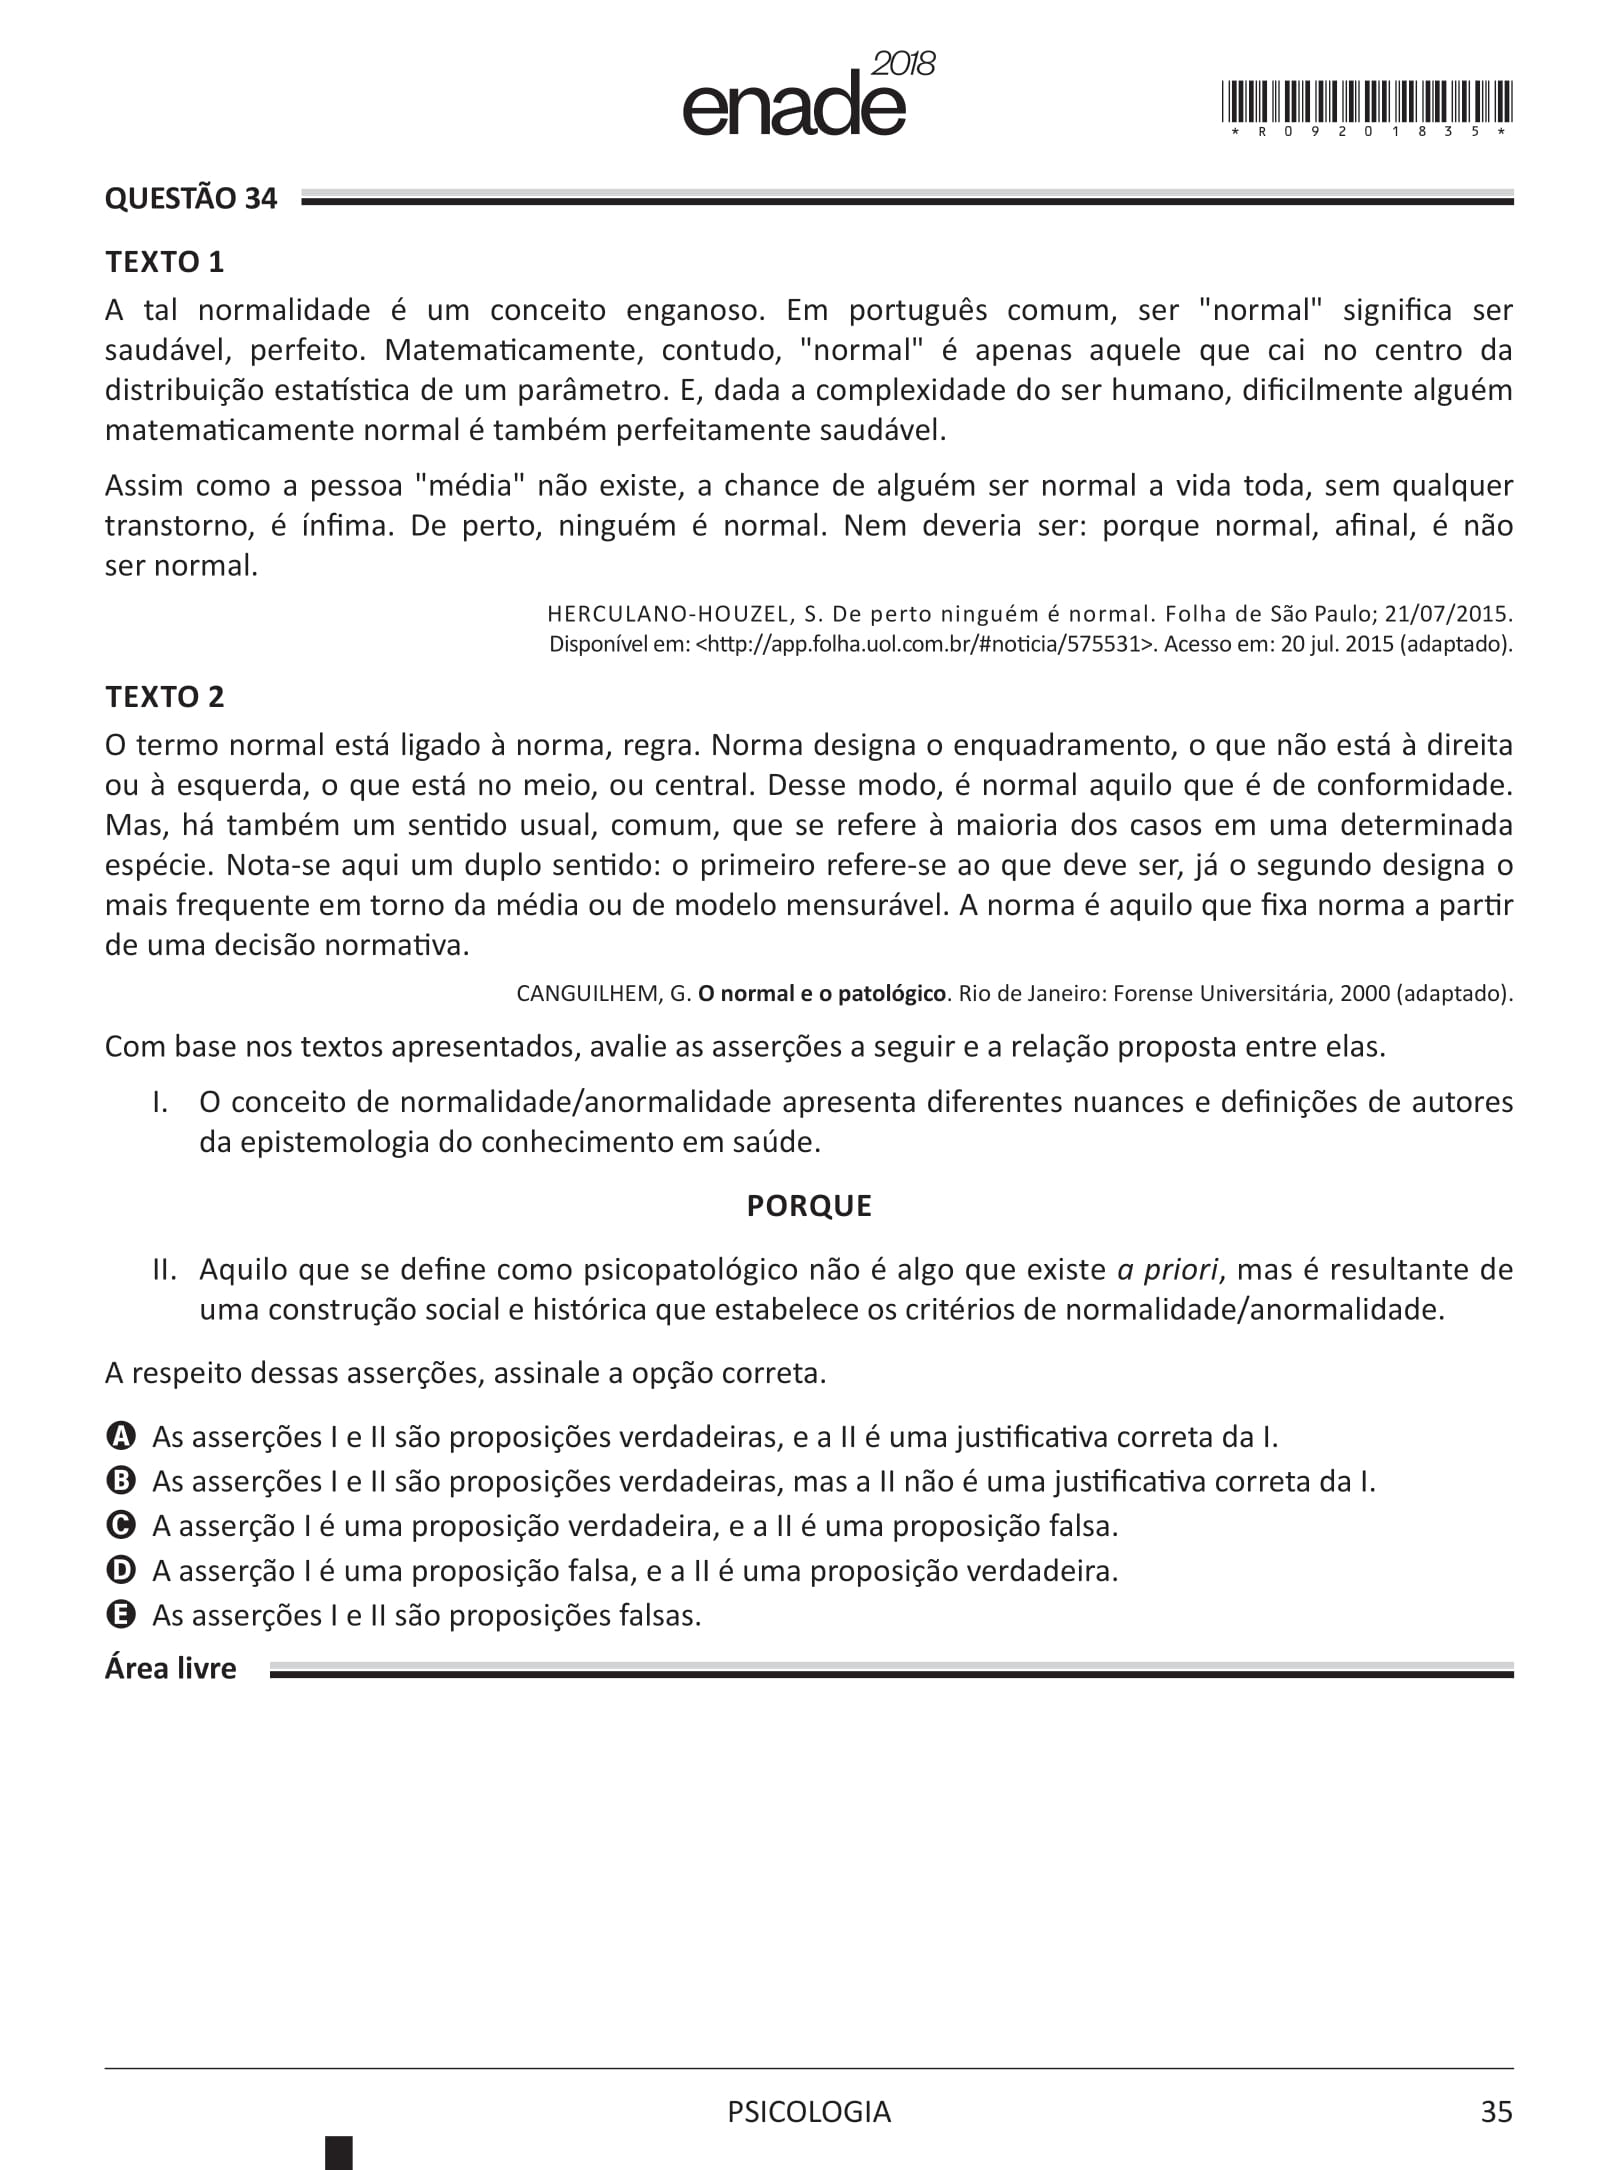 enade 2018
*R09201835*
QUESTÃO 34
TEXTO 1
A tal normalidade é um conceito enganoso. Em português comum, ser "normal" significa ser
saudável, perfeito. Matematicamente, contudo, "normal" é apenas aquele que cai no centro da
distribuição estatística de um parâmetro. E, dada a complexidade do ser humano, dificilmente alguém
matematicamente normal é também perfeitamente saudável.
Assim como a pessoa "média" não existe, a chance de alguém ser normal a vida toda, sem qualquer
transtorno, é ínfima. De perto, ninguém é normal. Nem deveria ser: porque normal, afinal, é não
ser normal.
HERCULANO-HOUZEL, S. De perto ninguém é normal. Folha de São Paulo; 21/07/2015.
Disponível em: <http://app.folha.uol.com.br/#noticia/575531>. Acesso em: 20 jul. 2015 (adaptado).
TEXTO 2
O termo normal está ligado à norma, regra. Norma designa o enquadramento, o que não está à direita
ou à esquerda, o que está no meio, ou central. Desse modo, é normal aquilo que é de conformidade.
Mas, há também um sentido usual, comum, que se refere à maioria dos casos em uma determinada
espécie. Nota-se aqui um duplo sentido: o primeiro refere-se ao que deve ser, já o segundo designa o
mais frequente em torno da média ou de modelo mensurável. A norma é aquilo que fixa norma a partir
de uma decisão normativa.
CANGUILHEM, G. O normal e o patológico. Rio de Janeiro: Forense Universitária, 2000 (adaptado).
Com base nos textos apresentados, avalie as asserções a seguir e a relação proposta entre elas.
I. O conceito de normalidade/anormalidade apresenta diferentes nuances e definições de autores
da epistemologia do conhecimento em saúde.
PORQUE
II. Aquilo que se define como psicopatológico não é algo que existe a priori, mas é resultante de
uma construção social e histórica que estabelece os critérios de normalidade/anormalidade.
A respeito dessas asserções, assinale a opção correta.
A As asserções I e II são proposições verdadeiras, e a II é uma justificativa correta da I.
B As asserções I e II são proposições verdadeiras, mas a II não é uma justificativa correta da I.
C A asserção I é uma proposição verdadeira, e a II é uma proposição falsa.
D A asserção I é uma proposição falsa, e a II é uma proposição verdadeira.
E As asserções I e II são proposições falsas.
Área livre
PSICOLOGIA
35